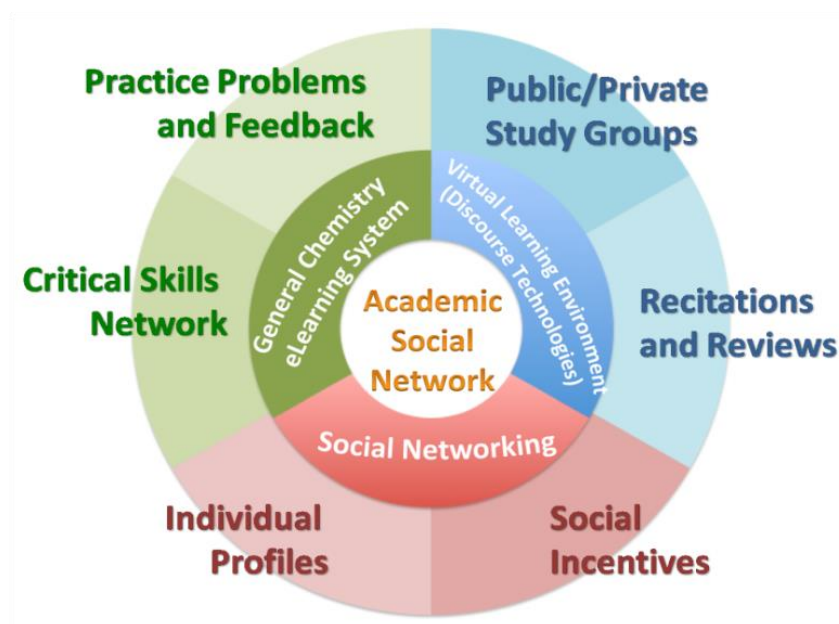 Practice Problems
and Feedback
Public/Private
Study Groups
General Chemistry
eLearning System
Virtual Learning Environment
(Discourse Technologies)
Critical Skills
Network
Academic
Social
Network
Recitations
and Reviews
Social Networking
Individual
Profiles
Social
Incentives